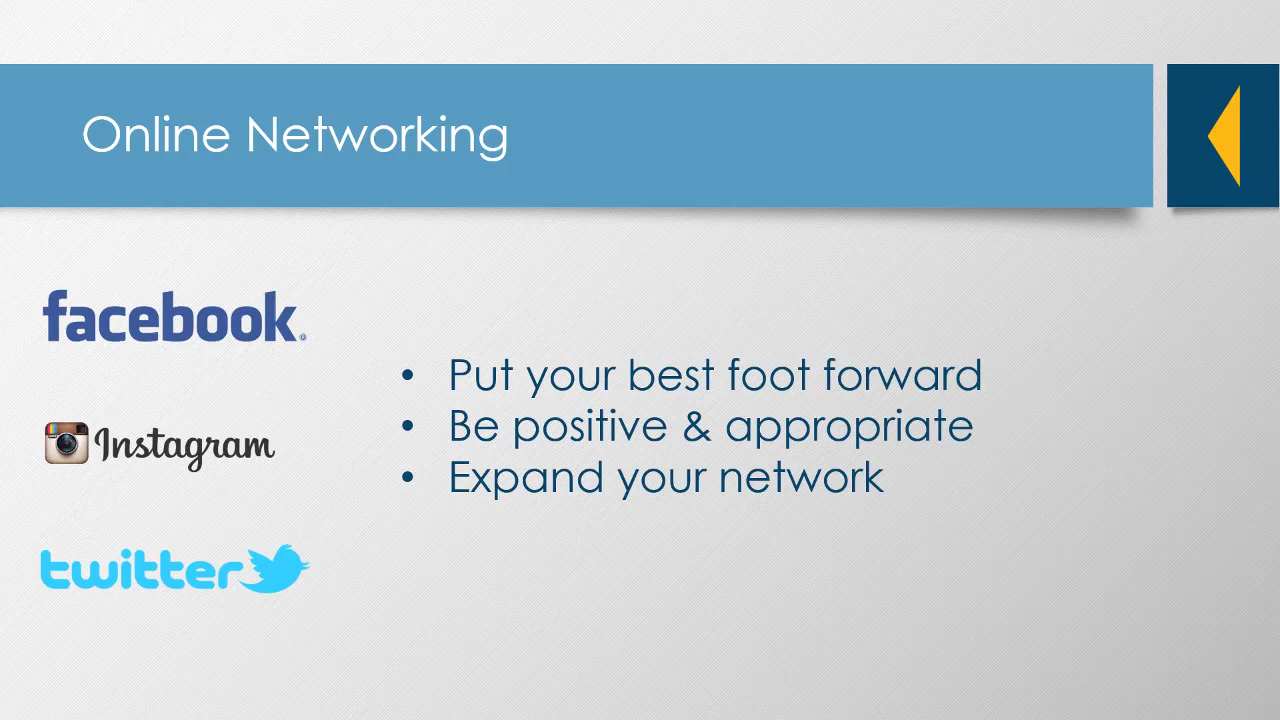 Online Networking
facebook®
Instagram
twitter
• Put your best foot forward
• Be positive & appropriate
• Expand your network